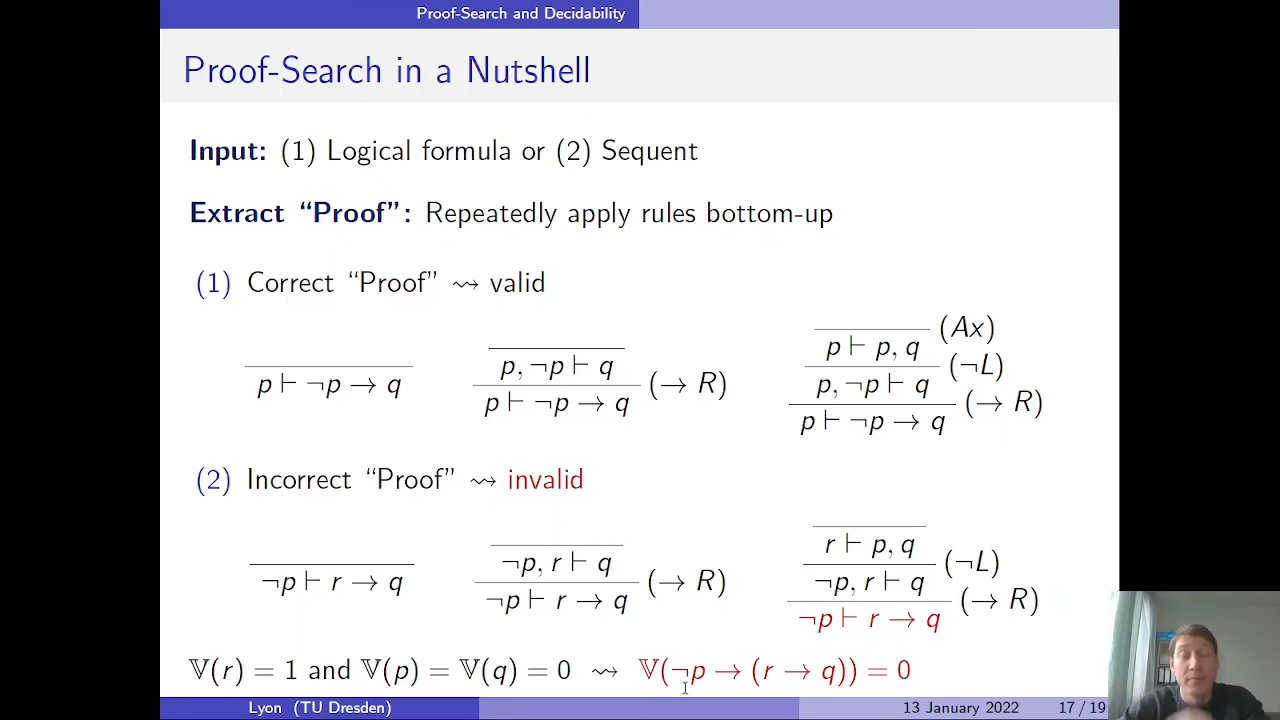 Proof-Search and Decidability
Proof-Search in a Nutshell
Input: (1) Logical formula or (2) Sequent
Extract “Proof”: Repeatedly apply rules bottom-up
(1) Correct “Proof” ⇝ valid
p ⊢ ¬p → q
p, ¬p ⊢ q
p ⊢ ¬p → q (→ R)
p ⊢ p, q (Ax)
p, ¬p ⊢ q (¬L)
p ⊢ ¬p → q (→ R)
(2) Incorrect “Proof” ⇝ invalid
¬p ⊢ r → q
¬p, r ⊢ q
¬p ⊢ r → q (→ R)
r ⊢ p, q
¬p, r ⊢ q (¬L)
¬p ⊢ r → q (→ R)
𝕍(r) = 1 and 𝕍(p) = 𝕍(q) = 0 ⇝ 𝕍(¬p → (r → q)) = 0
Lyon (TU Dresden) 13 January 2022 17 / 19